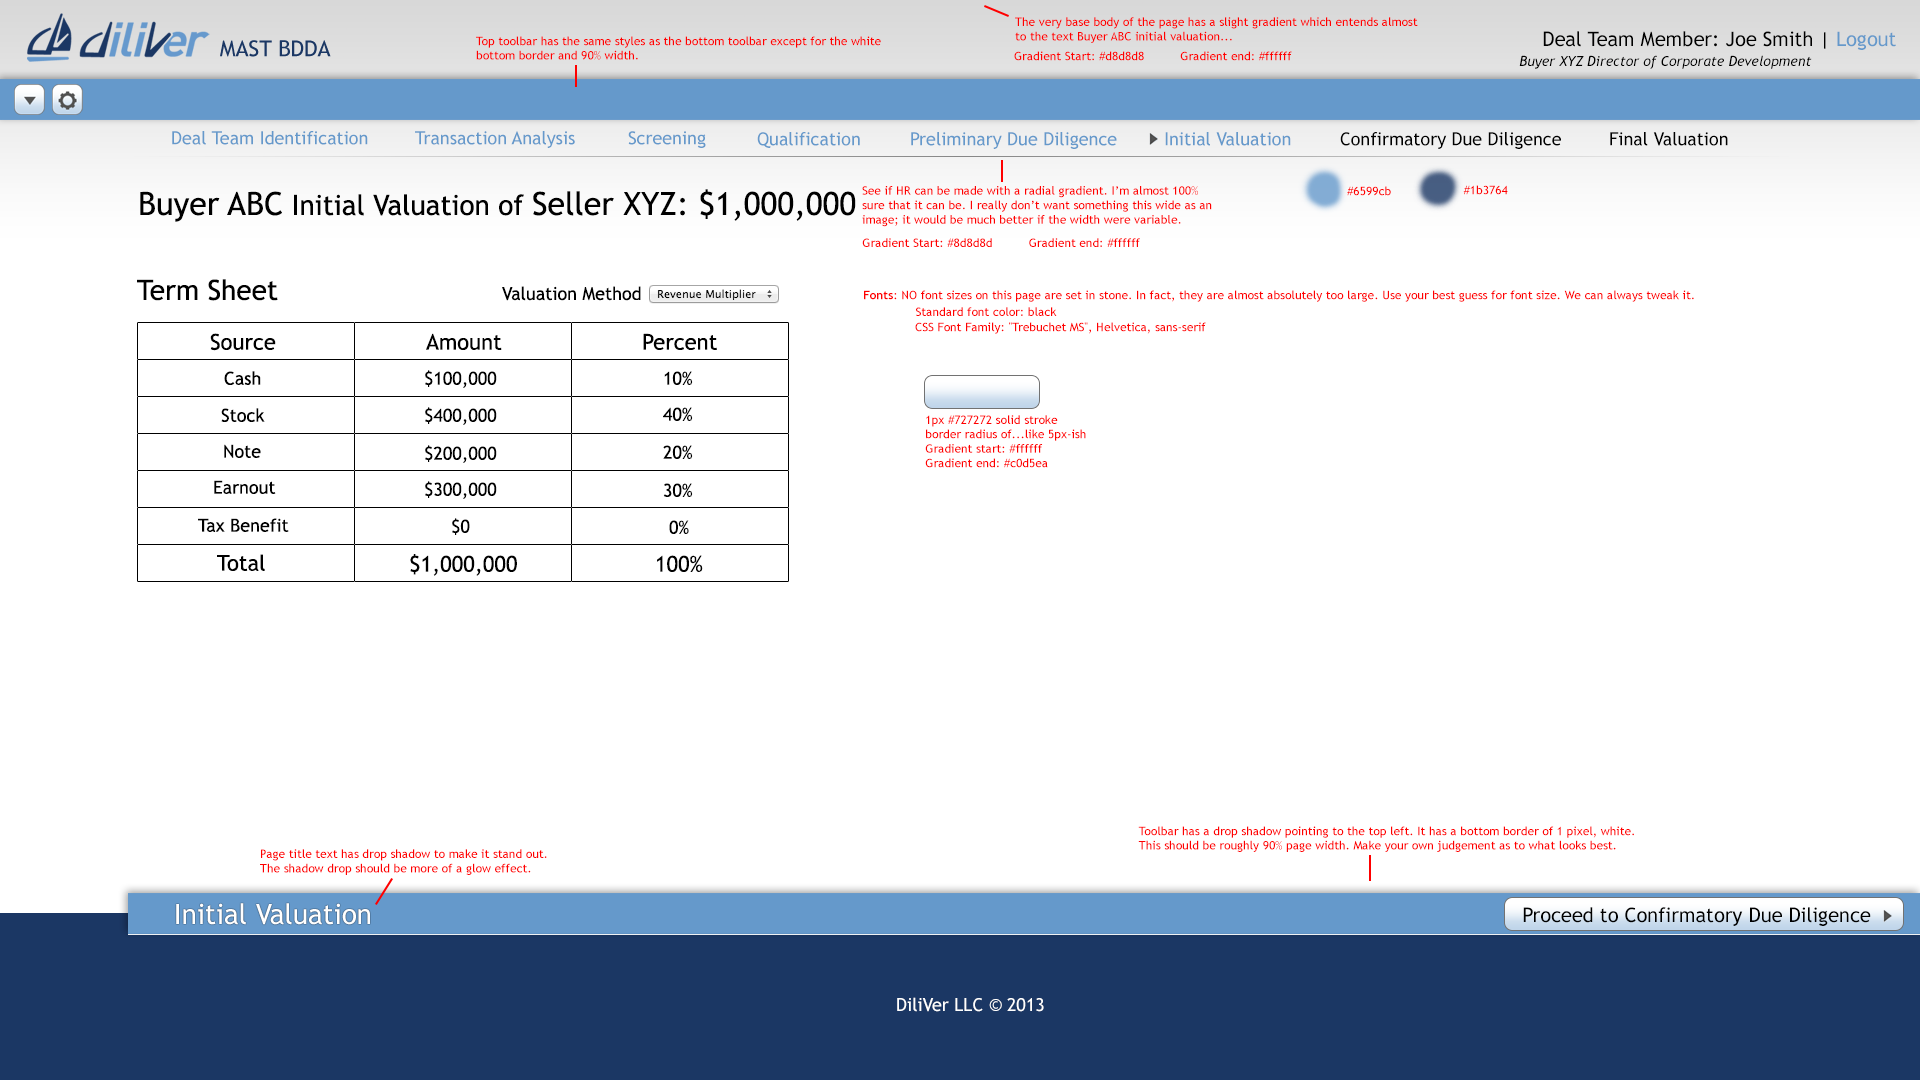 diliver MAST BDDA
Top toolbar has the same styles as the bottom toolbar except for the white
bottom border and 90% width.
The very base body of the page has a slight gradient which entends almost
to the text Buyer ABC initial valuation...
Gradient Start: #d8d8d8 Gradient end: #ffffff
Deal Team Member: Joe Smith | Logout
Buyer XYZ Director of Corporate Development
Deal Team Identification Transaction Analysis Screening Qualification Preliminary Due Diligence Initial Valuation Confirmatory Due Diligence Final Valuation
Buyer ABC Initial Valuation of Seller XYZ: $1,000,000
See if HR can be made with a radial gradient. I'm almost 100%
sure that it can be. I really don't want something this wide as an
image; it would be much better if the width were variable.
Gradient Start: #8d8d8d Gradient end: #ffffff
#6599cb #1b3764
Term Sheet Valuation Method Revenue Multiplier
Fonts: NO font sizes on this page are set in stone. In fact, they are almost absolutely too large. Use your best guess for font size. We can always tweak it.
Standard font color: black
CSS Font Family: "Trebuchet MS", Helvetica, sans-serif
Source Amount Percent
Cash $100,000 10%
Stock $400,000 40%
Note $200,000 20%
Earnout $300,000 30%
Tax Benefit $0 0%
Total $1,000,000 100%
1px #727272 solid stroke
border radius of...like 5px-ish
Gradient start: #ffffff
Gradient end: #c0d5ea
Page title text has drop shadow to make it stand out.
The shadow drop should be more of a glow effect.
Toolbar has a drop shadow pointing to the top left. It has a bottom border of 1 pixel, white.
This should be roughly 90% page width. Make your own judgement as to what looks best.
Initial Valuation
Proceed to Confirmatory Due Diligence
DiliVer LLC © 2013